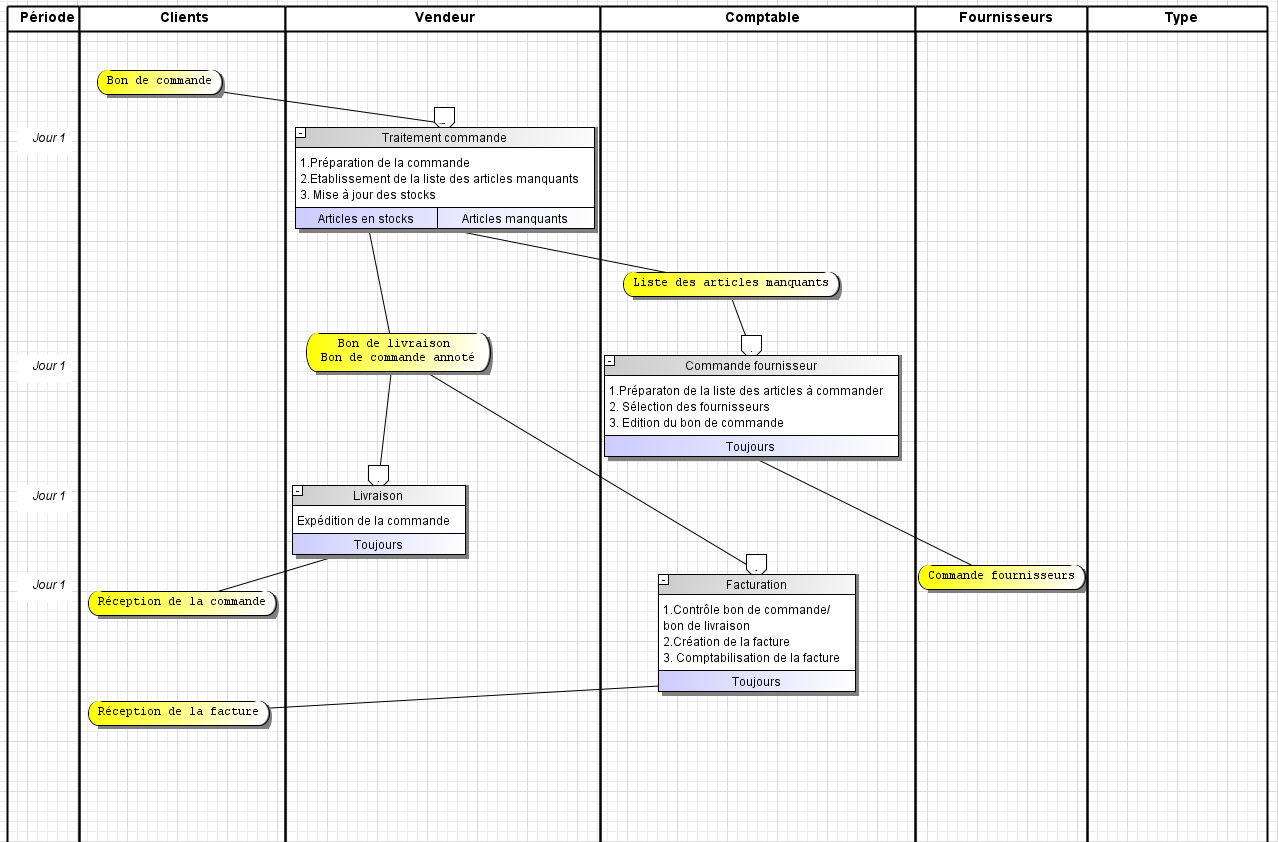 Période
Clients
Vendeur
Comptable
Fournisseurs
Type
Bon de commande
Jour 1
-
Traitement commande
1.Préparation de la commande
2.Etablissement de la liste des articles manquants
3. Mise à jour des stocks
Articles en stocks
Articles manquants
Liste des articles manquants
Bon de livraison
Bon de commande annoté
Jour 1
-
Commande fournisseur
1.Préparaton de la liste des articles à commander
2. Sélection des fournisseurs
3. Edition du bon de commande
Toujours
Jour 1
-
Livraison
Expédition de la commande
Toujours
Jour 1
Réception de la commande
-
Facturation
1.Contrôle bon de commande/
bon de livraison
2.Création de la facture
3. Comptabilisation de la facture
Toujours
Commande fournisseurs
Réception de la facture